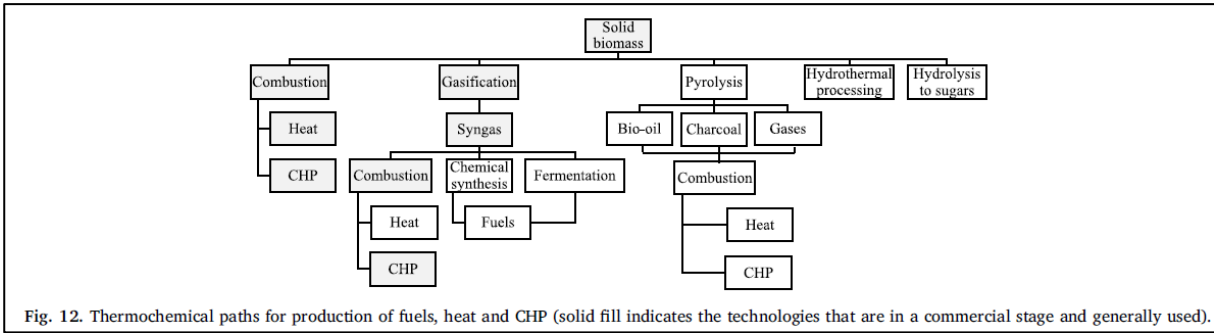 Solid
biomass
Combustion
Gasification
Pyrolysis
Hydrothermal
processing
Hydrolysis
to sugars
Heat
Syngas
Bio-oil
Charcoal
Gases
CHP
Combustion
Chemical
synthesis
Fermentation
Combustion
Heat
Fuels
Heat
CHP
CHP
Fig. 12. Thermochemical paths for production of fuels, heat and CHP (solid fill indicates the technologies that are in a commercial stage and generally used).